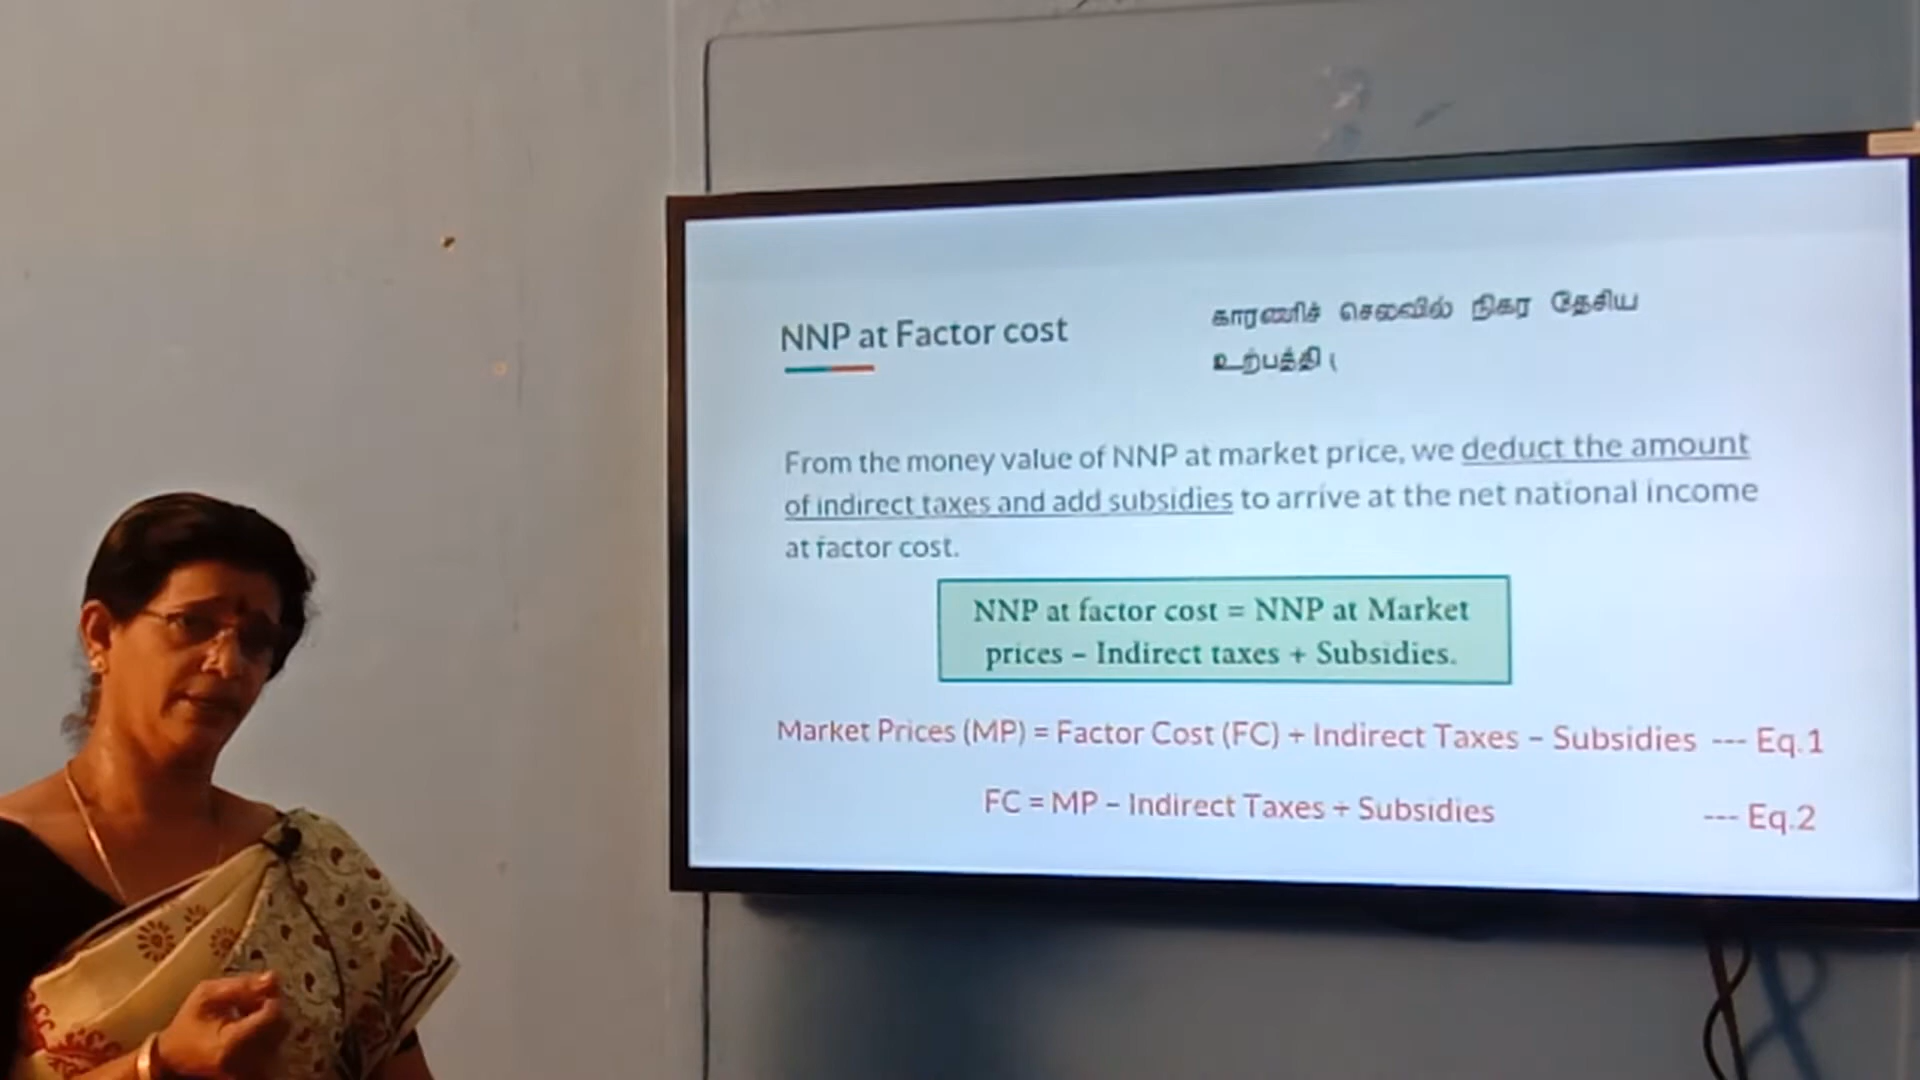 NNP at Factor cost
காரணிச் செலவில் நிகர தேசிய
உற்பத்தி (
From the money value of NNP at market price, we deduct the amount
of indirect taxes and add subsidies to arrive at the net national income
at factor cost.
NNP at factor cost = NNP at Market
prices – Indirect taxes + Subsidies.
Market Prices (MP) = Factor Cost (FC) + Indirect Taxes – Subsidies --- Eq.1
FC = MP – Indirect Taxes + Subsidies --- Eq.2